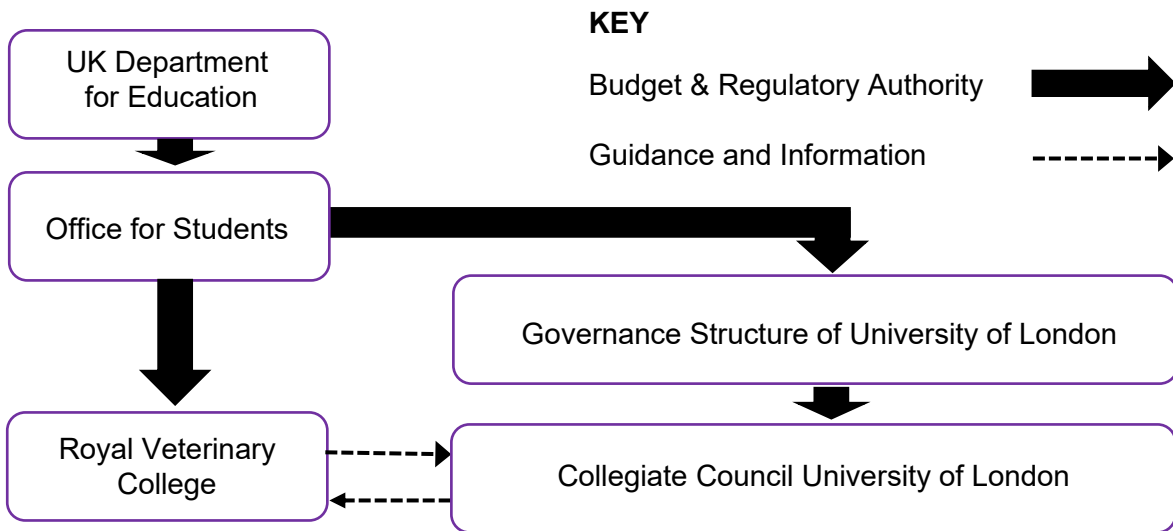 UK Department
for Education
KEY
Budget & Regulatory Authority
Guidance and Information
Office for Students
Governance Structure of University of London
Royal Veterinary
College
Collegiate Council University of London